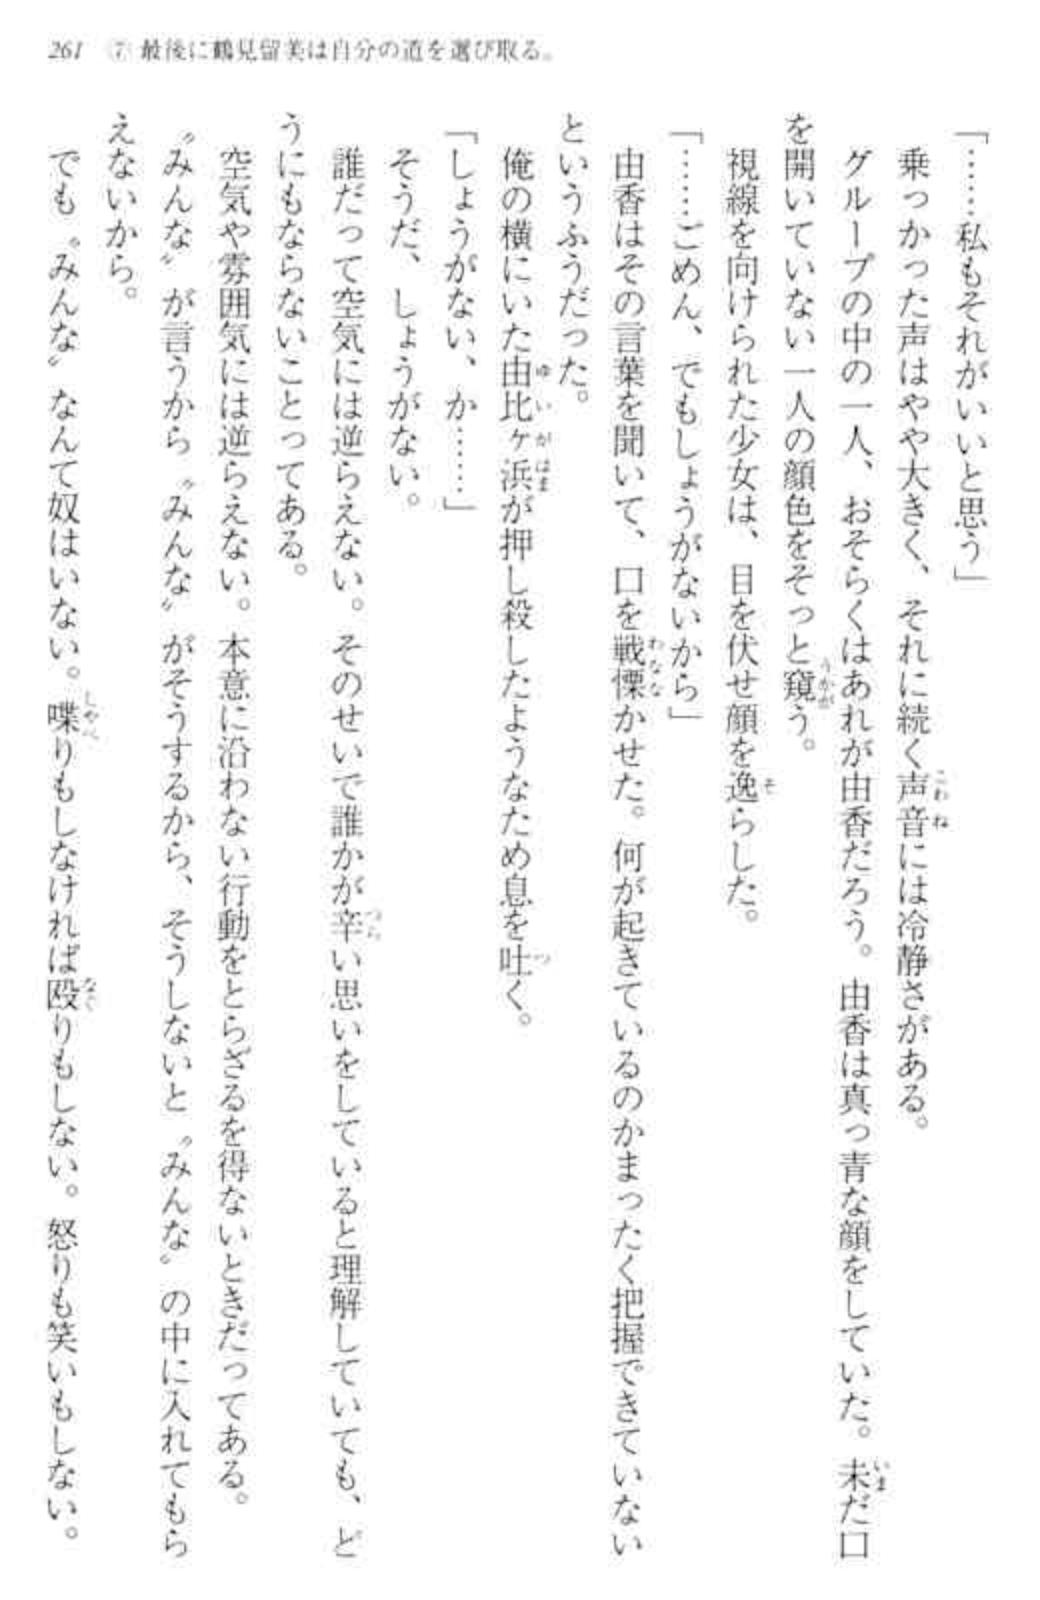 261 ⑦ 最後に鶴見留美は自分の道を選び取る。
「……私もそれがいいと思う」
乗っかった声はやや大きく、それに続く声音には冷静さがある。
グループの中の一人、おそらくはあれが由香だろう。由香は真っ青な顔をしていた。未だ口
を開いていない一人の顔色をそっと窺う。
視線を向けられた少女は、目を伏せ顔を逸らした。
「……ごめん、でもしょうがないから」
由香はその言葉を聞いて、口を戦慄かせた。何が起きているのかまったく把握できていない
というふうだった。
俺の横にいた由比ヶ浜が押し殺したようなため息を吐く。
「しょうがない、か……」
そうだ、しょうがない。
誰だって空気には逆らえない。そのせいで誰かが辛い思いをしていると理解していても、ど
うにもならないことってある。
空気や雰囲気には逆らえない。本意に沿わない行動をとらざるを得ないときだってある。
〝みんな〟が言うから〝みんな〟がそうするから、そうしないと〝みんな〟の中に入れてもら
えないから。
でも〝みんな〟なんて奴はいない。喋りもしなければ殴りもしない。怒りも笑いもしない。